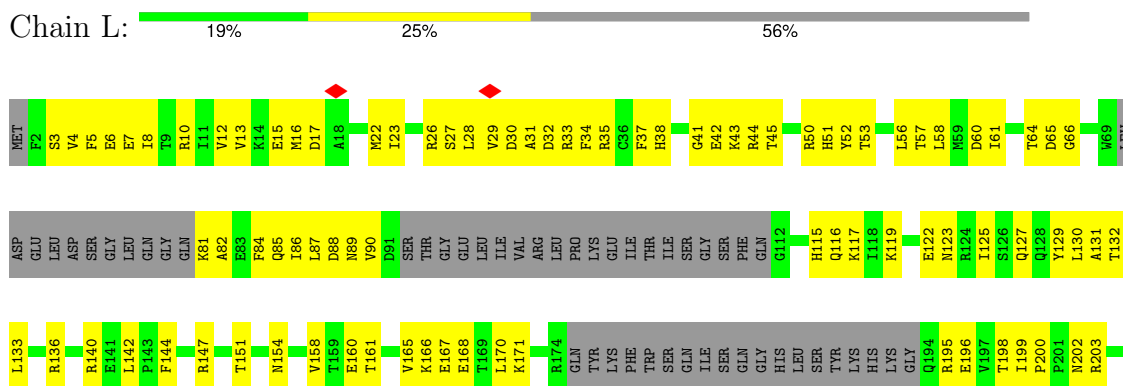 Chain L:
19% 25% 56%
MET F2 S3 V4 F5 E6 E7 I8 T9 R10 I11 V12 V13 K14 E15 M16 D17 A18 M22 I23 R26 S27 L28 V29 D30 A31 D32 R33 F34 R35 C36 F37 H38 G41 E42 K43 R44 T45 R50 H51 Y52 T53 L56 T57 L58 M59 D60 I61 T64 D65 G66 W69
ASP GLU LEU ASP SER GLY LEU GLN GLY GLN K81 A82 E83 F84 Q85 I86 L87 D88 N89 V90 D91 SER THR GLY GLU LEU ILE VAL ARG LEU PRO LYS GLU ILE THR ILE SER GLY SER PHE GLN G112 H115 Q116 K117 I118 K119 E122 N123 R124 I125 S126 Q127 Q128 Y129 L130 A131 T132
L133 R136 R140 E141 L142 P143 F144 R147 T151 N154 V158 T159 E160 T161 V165 K166 E167 E168 T169 L170 K171 R174 GLN TYR LYS PHE TRP SER GLN ILE SER GLN GLY HIS LEU SER TYR LYS HIS LYS GLY Q194 R195 E196 V197 T198 I199 P200 P201 N202 R203